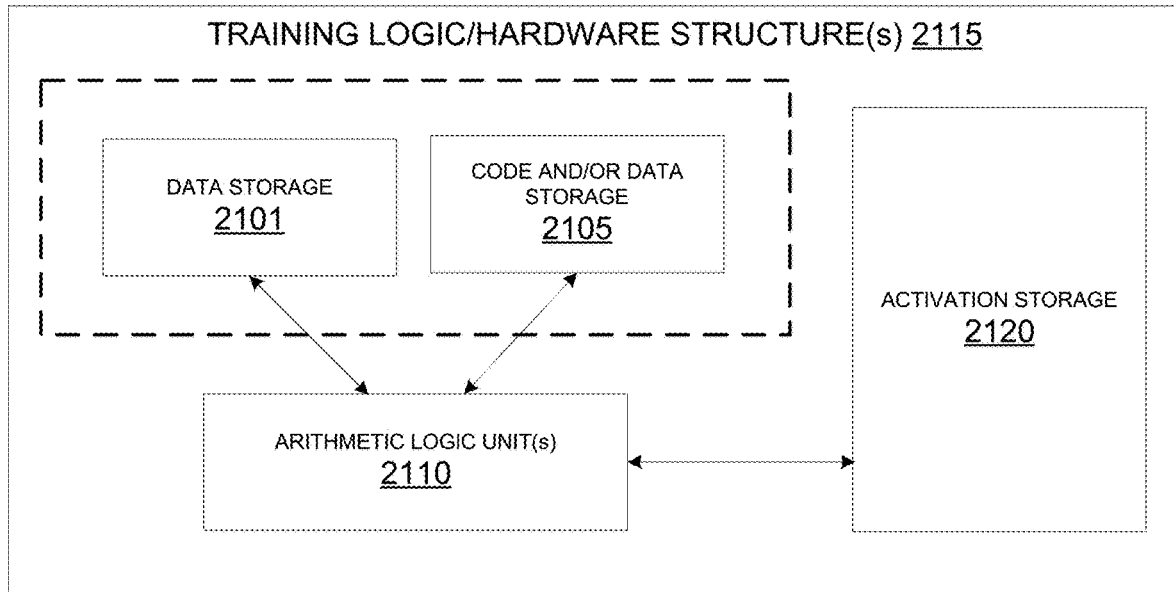 TRAINING LOGIC/HARDWARE STRUCTURE(s) 2115
DATA STORAGE
2101
CODE AND/OR DATA
STORAGE
2105
ACTIVATION STORAGE
2120
ARITHMETIC LOGIC UNIT(s)
2110